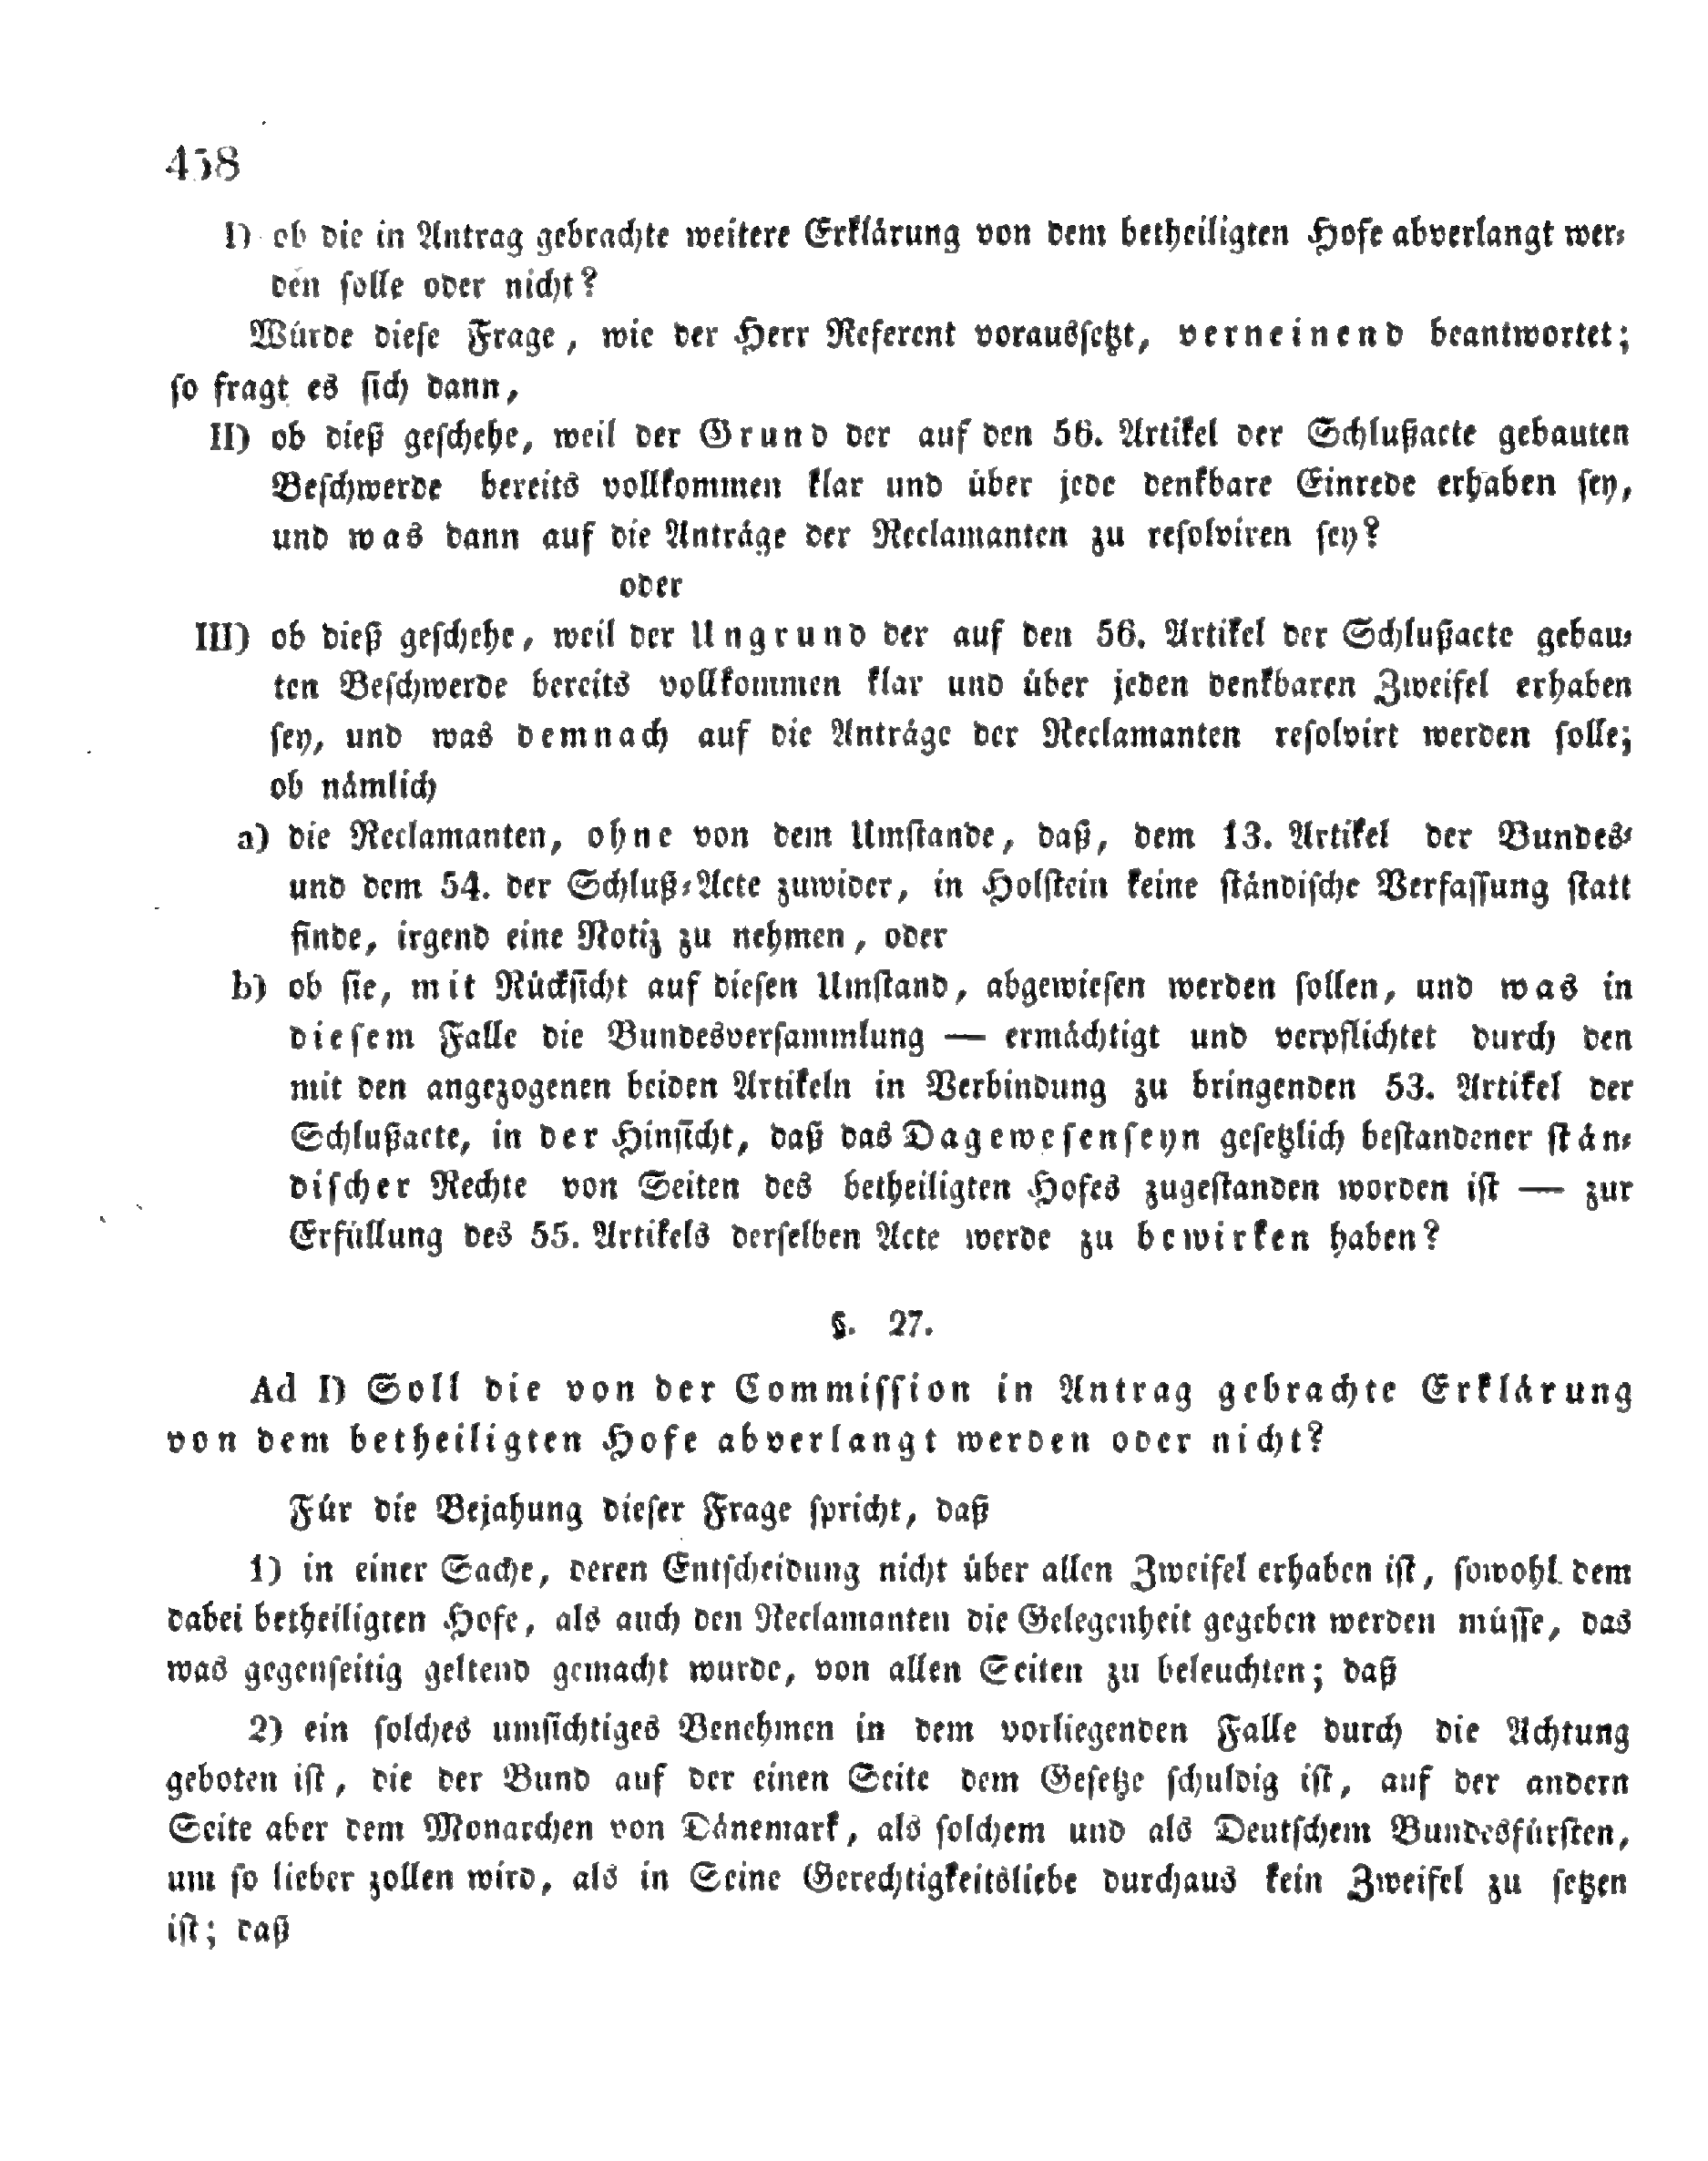 458
I) ob die in Antrag gebrachte weitere Erklärung von dem betheiligten Hofe abverlangt wer-
den solle oder nicht?
Würde diese Frage, wie der Herr Referent voraussetzt, verneinend beantwortet;
so fragt es sich dann,
II) ob dieß geschehe, weil der Grund der auf den 56. Artikel der Schlußacte gebauten
Beschwerde bereits vollkommen klar und über jede denkbare Einrede erhaben sey,
und was dann auf die Anträge der Reclamanten zu resolviren sey?
oder
III) ob dieß geschehe, weil der Ungrund der auf den 56. Artikel der Schlußacte gebau-
ten Beschwerde bereits vollkommen klar und über jeden denkbaren Zweifel erhaben
sey, und was demnach auf die Anträge der Reclamanten resolvirt werden solle;
ob nämlich
a) die Reclamanten, ohne von dem Umstande, daß, dem 13. Artikel der Bundes-
und dem 54. der Schluß-Acte zuwider, in Holstein keine ständische Verfassung statt
finde, irgend eine Notiz zu nehmen, oder
b) ob sie, mit Rücksicht auf diesen Umstand, abgewiesen werden sollen, und was in
diesem Falle die Bundesversammlung — ermächtigt und verpflichtet durch den
mit den angezogenen beiden Artikeln in Verbindung zu bringenden 53. Artikel der
Schlußacte, in der Hinsicht, daß das Dagewesenseyn gesetzlich bestandener stän-
discher Rechte von Seiten des betheiligten Hofes zugestanden worden ist — zur
Erfüllung des 55. Artikels derselben Acte werde zu bewirken haben?
§. 27.
Ad I) Soll die von der Commission in Antrag gebrachte Erklärung
von dem betheiligten Hofe abverlangt werden oder nicht?
Für die Bejahung dieser Frage spricht, daß
1) in einer Sache, deren Entscheidung nicht über allen Zweifel erhaben ist, sowohl dem
dabei betheiligten Hofe, als auch den Reclamanten die Gelegenheit gegeben werden müsse, das
was gegenseitig geltend gemacht wurde, von allen Seiten zu beleuchten; daß
2) ein solches umsichtiges Benehmen in dem vorliegenden Falle durch die Achtung
geboten ist, die der Bund auf der einen Seite dem Gesetze schuldig ist, auf der andern
Seite aber dem Monarchen von Dänemark, als solchem und als Deutschem Bundesfürsten,
um so lieber zollen wird, als in Seine Gerechtigkeitsliebe durchaus kein Zweifel zu setzen
ist; daß